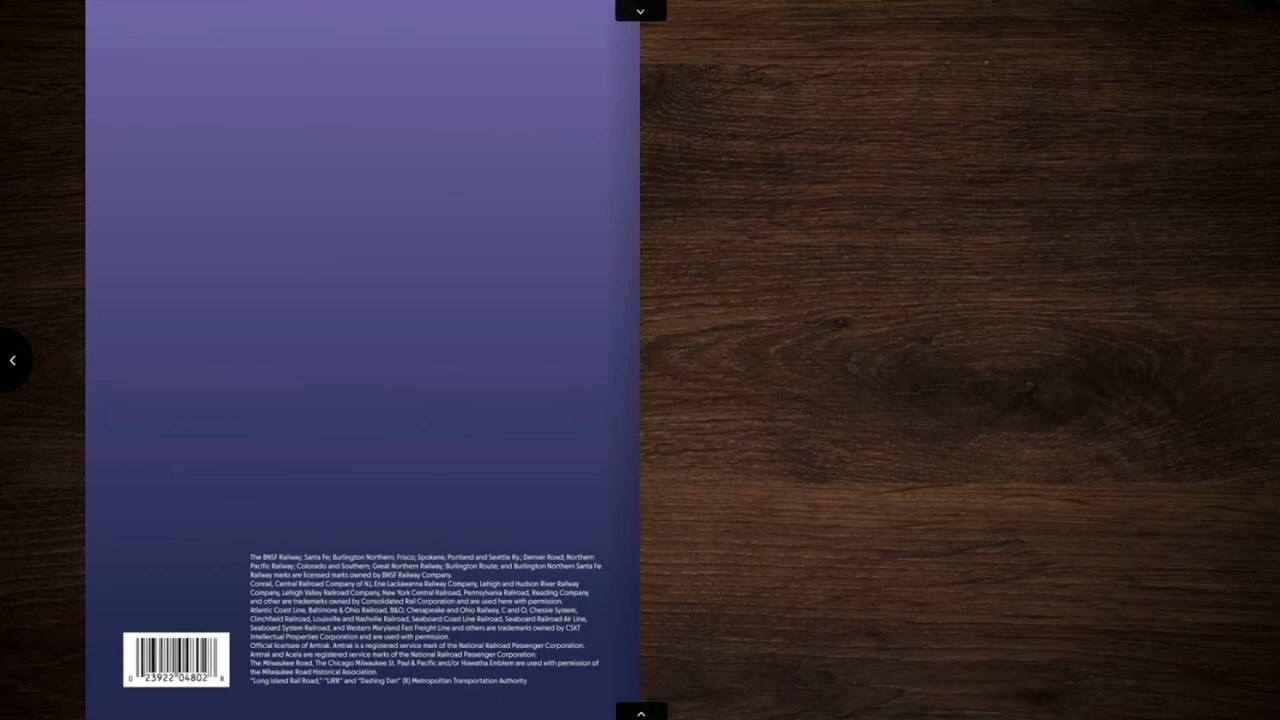 The BNSF Railway; Santa Fe; Burlington Northern; Frisco; Spokane, Portland and Seattle Ry.; Denver Road; Northern
Pacific Railway; Colorado and Southern; Great Northern Railway; Burlington Route; and Burlington Northern Santa Fe
Railway marks are licensed marks owned by BNSF Railway Company.
Conrail, Central Railroad Company of NJ, Erie Lackawanna Railway Company, Lehigh and Hudson River Railway
Company, Lehigh Valley Railroad Company, New York Central Railroad, Pennsylvania Railroad, Reading Company
and other are trademarks owned by Consolidated Rail Corporation and are used here with permission.
Atlantic Coast Line, Baltimore & Ohio Railroad, B&O, Chesapeake and Ohio Railway, C and O, Chessie System,
Clinchfield Railroad, Louisville and Nashville Railroad, Seaboard Coast Line Railroad, Seaboard Railroad Air Line,
Seaboard System Railroad, and Western Maryland Fast Freight Line and others are trademarks owned by CSXT
Intellectual Properties Corporation and are used with permission.
Official licensee of Amtrak. Amtrak is a registered service mark of the National Railroad Passenger Corporation.
Amtrak and Acela are registered service marks of the National Railroad Passenger Corporation.
The Milwaukee Road, The Chicago Milwaukee St. Paul & Pacific and/or Hiawatha Emblem are used with permission of
the Milwaukee Road Historical Association.
"Long Island Rail Road," "LIRR" and "Dashing Dan" (R) Metropolitan Transportation Authority
0 23922 04802 8